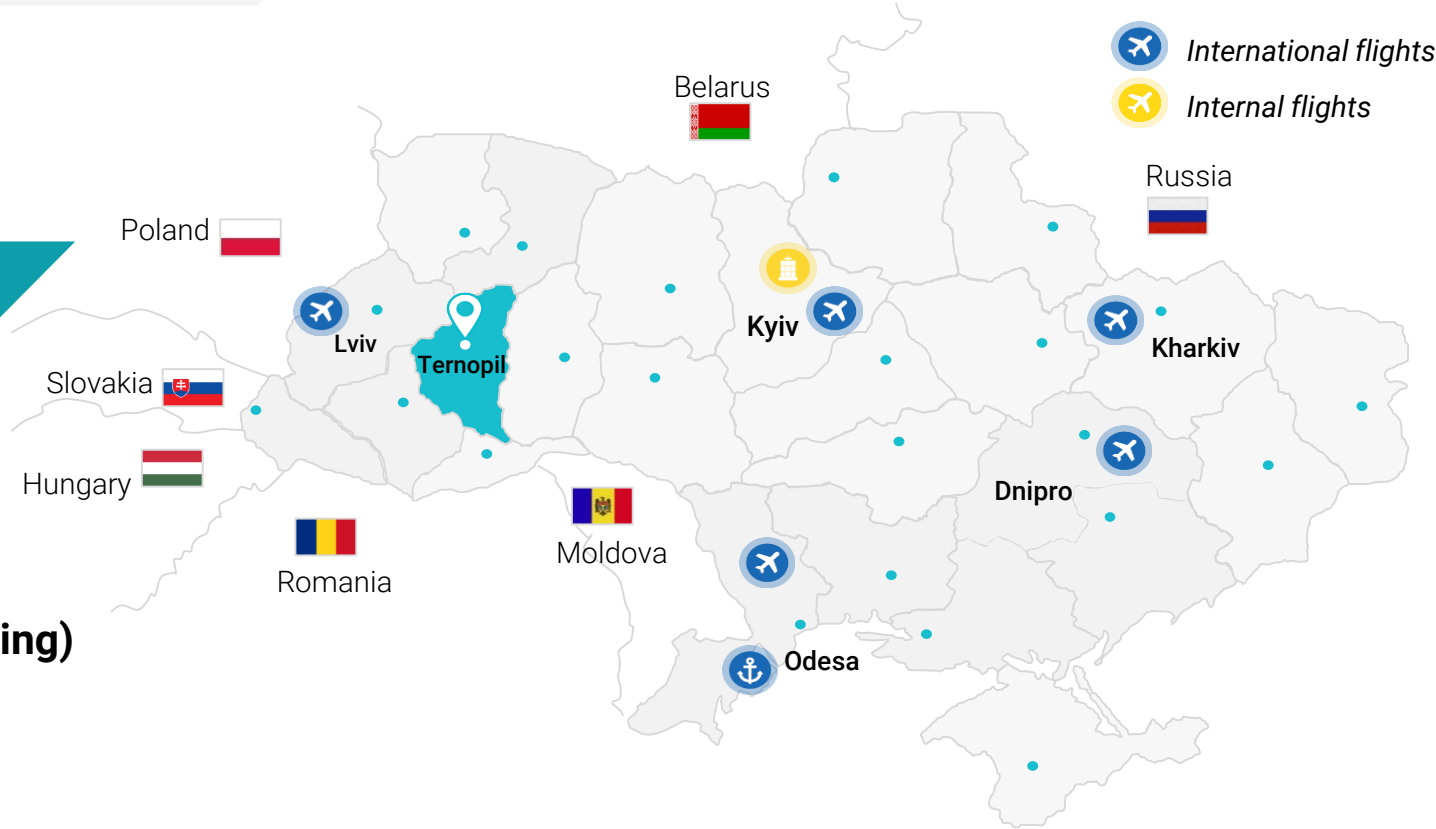 International flights
Internal flights
Belarus
Russia
Poland
Lviv
Ternopil
Kyiv
Kharkiv
Slovakia
Hungary
Dnipro
Moldova
Romania
Odesa
ing)